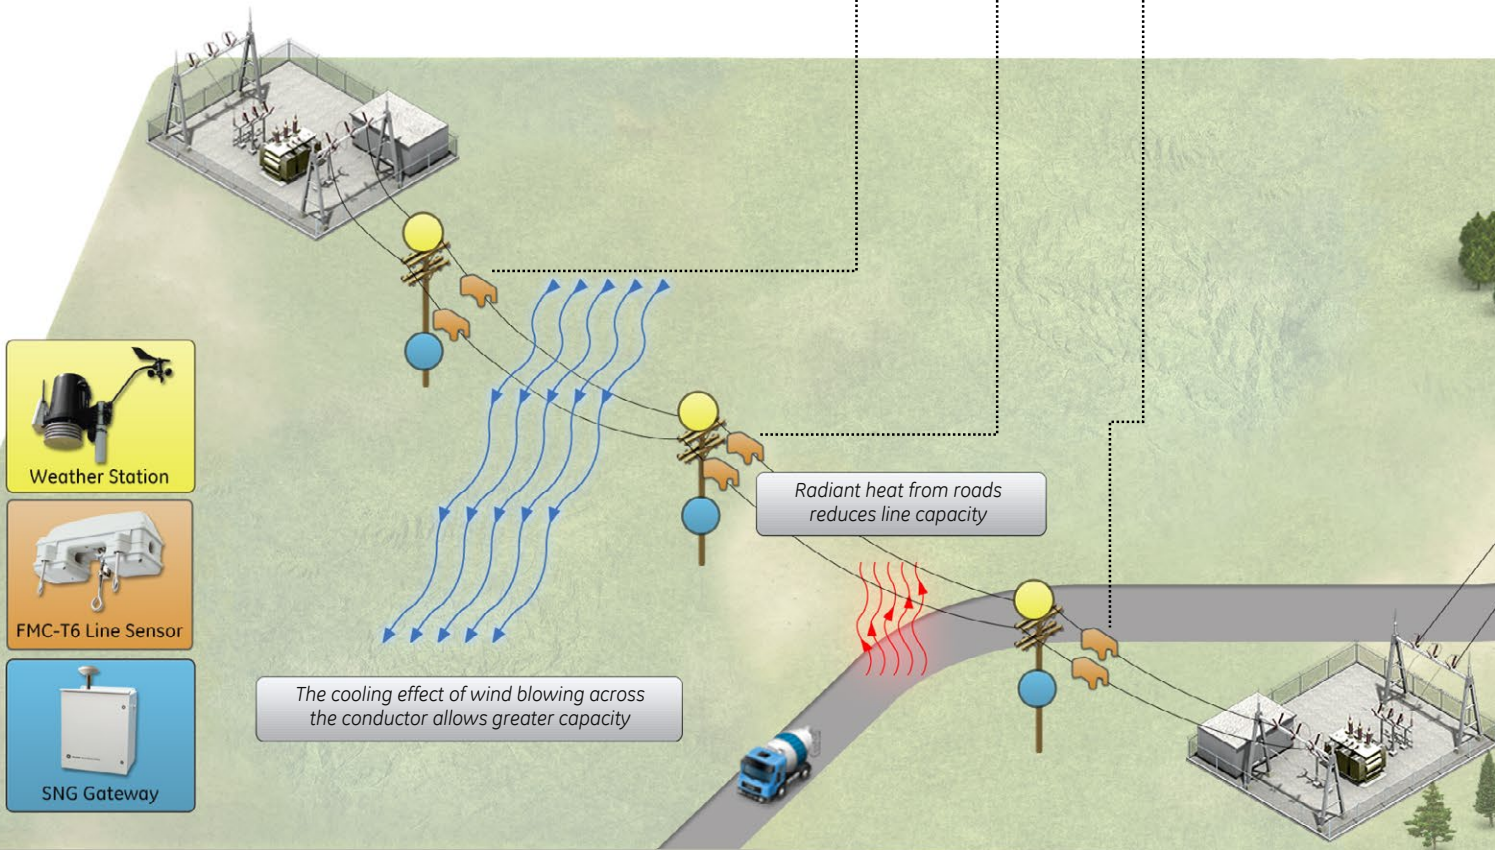 Weather Station
FMC-T6 Line Sensor
SNG Gateway
Radiant heat from roads
reduces line capacity
The cooling effect of wind blowing across
the conductor allows greater capacity